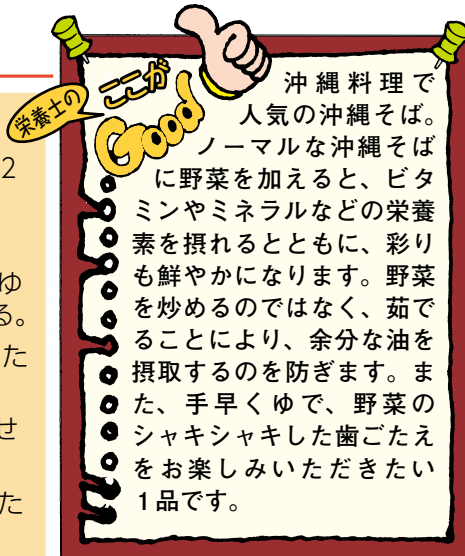 栄養士の
ここが
Good
沖縄料理で
人気の沖縄そば。
ノーマルな沖縄そば
に野菜を加えると、ビタ
ミンやミネラルなどの栄養
素を摂れるとともに、彩り
も鮮やかになります。野菜
を炒めるのではなく、茹で
ることにより、余分な油を
摂取するのを防ぎます。ま
た、手早くゆで、野菜の
シャキシャキした歯ごたえ
をお楽しみいただきたい
1品です。
2
ゆ
る。
た
せ
た